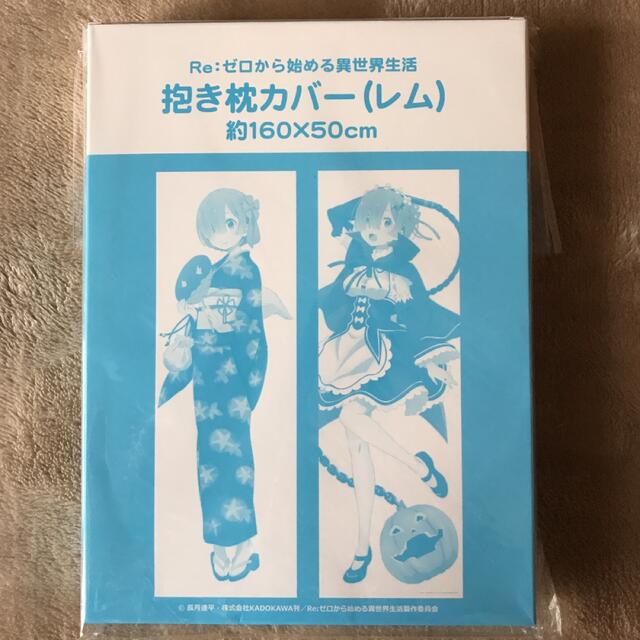 Re:ゼロから始める異世界生活
抱き枕カバー(レム)
約160×50cm
© 長月達平・株式会社KADOKAWA刊／Re:ゼロから始める異世界生活製作委員会